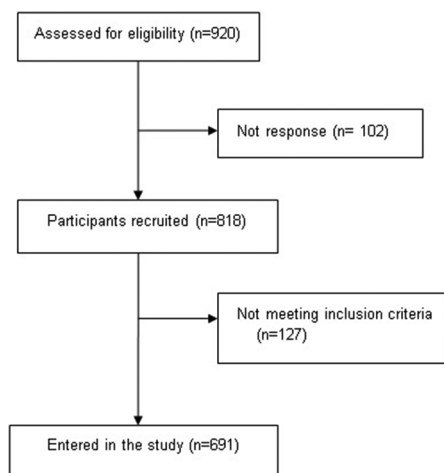 Assessed for eligibility (n=920)
Not response (n= 102)
Participants recruited (n=818)
Not meeting inclusion criteria
(n=127)
Entered in the study (n=691)